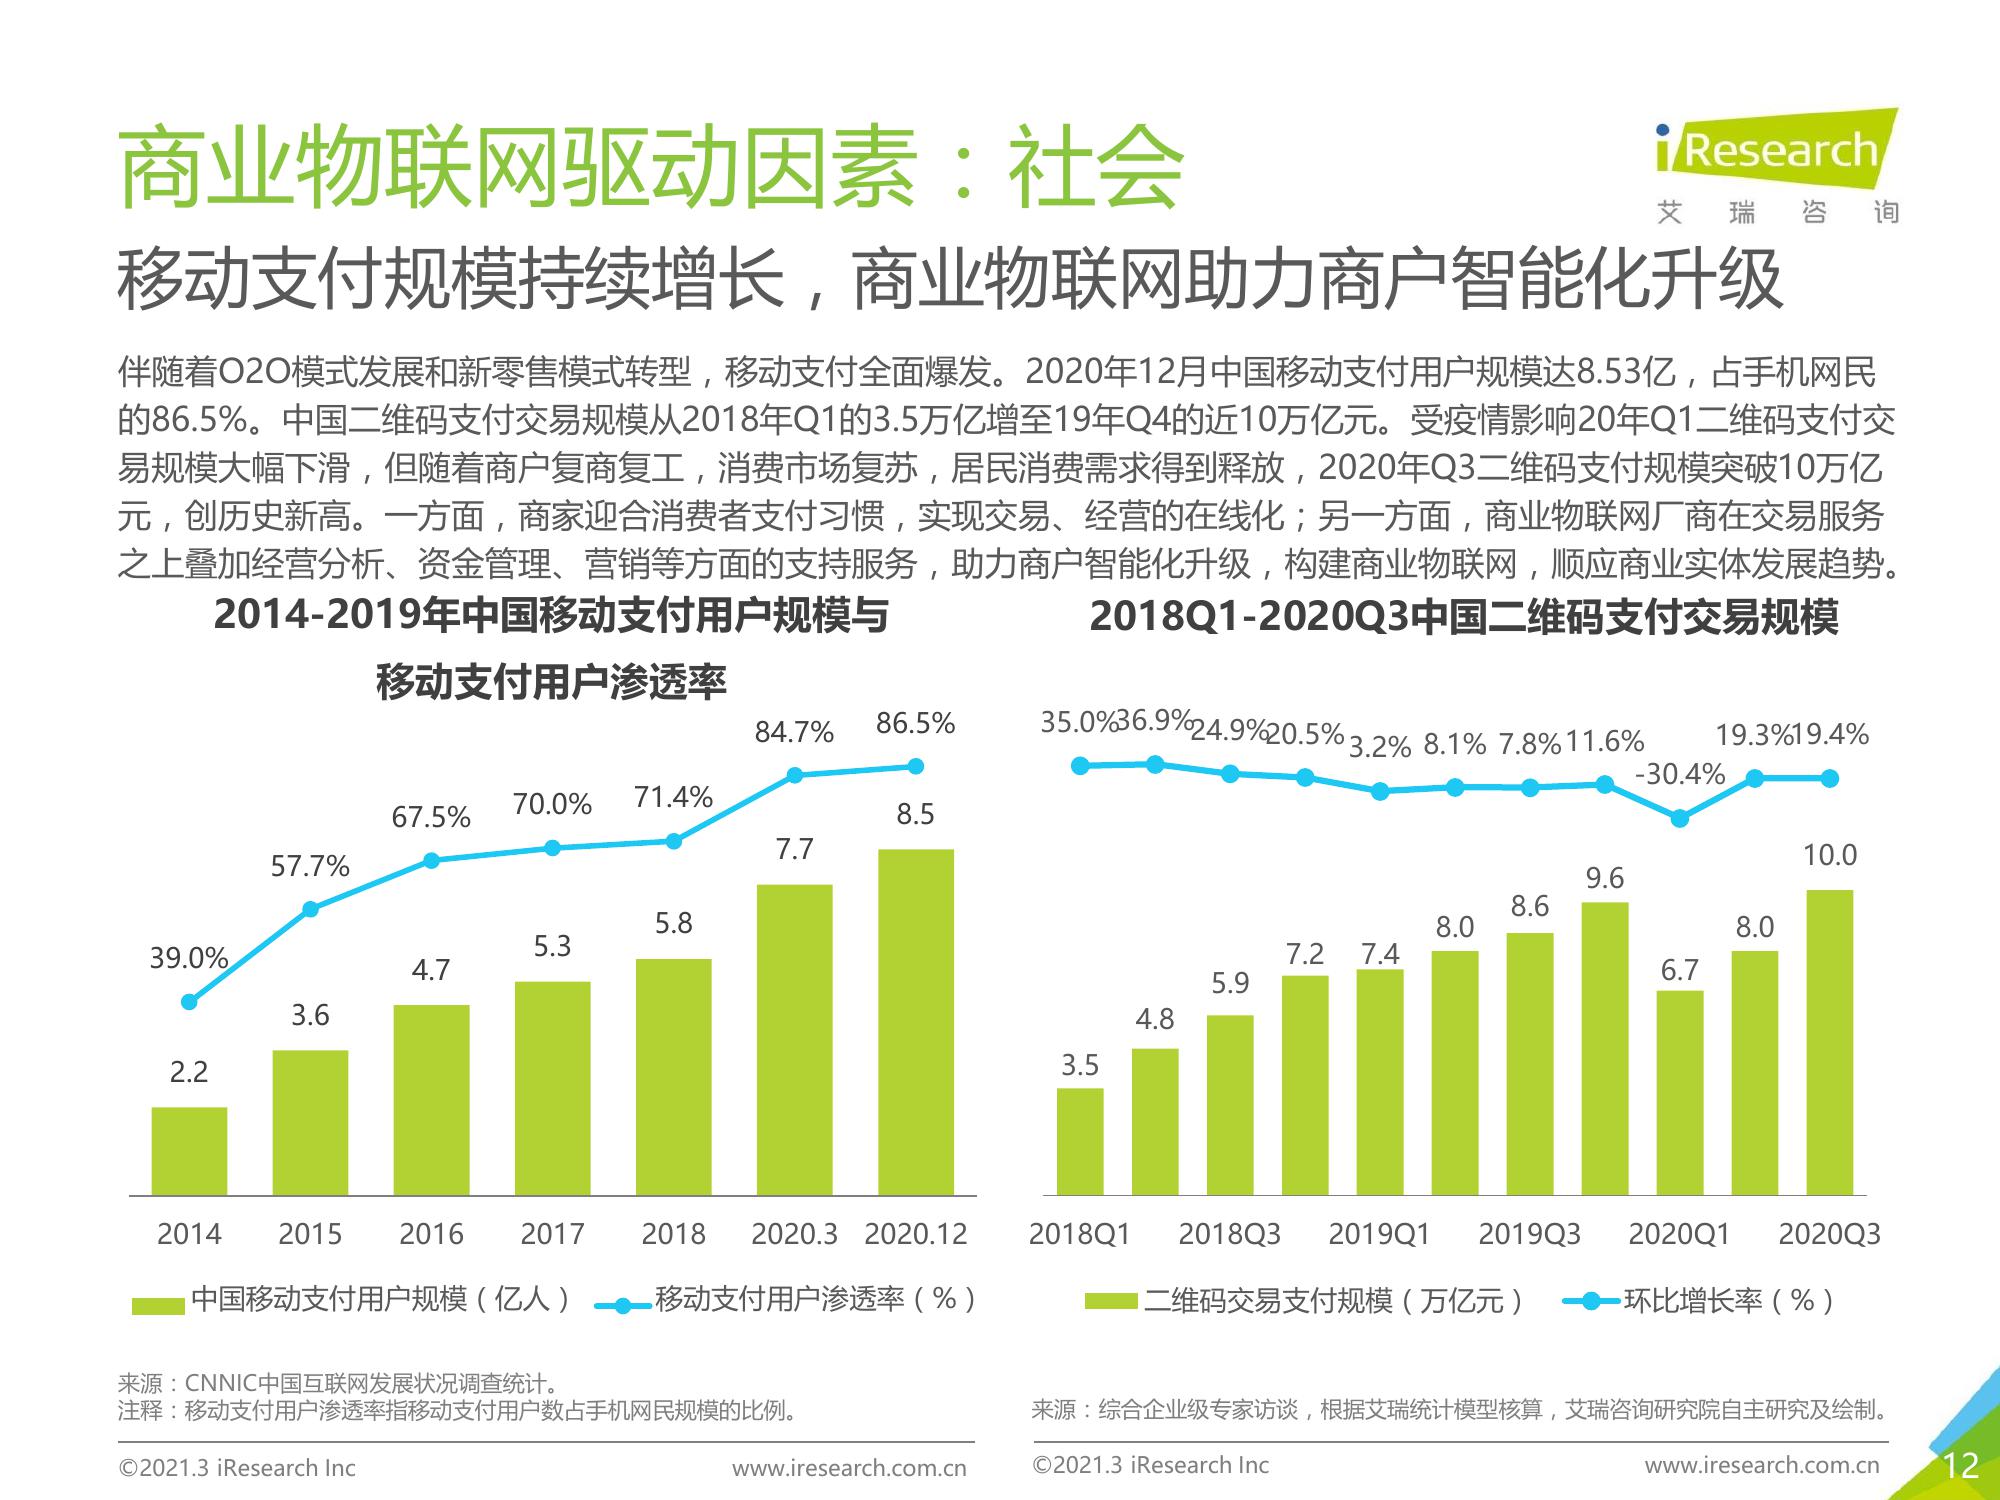 商业物联网驱动因素：社会
iResearch
艾瑞咨询
移动支付规模持续增长，商业物联网助力商户智能化升级
伴随着O2O模式发展和新零售模式转型，移动支付全面爆发。2020年12月中国移动支付用户规模达8.53亿，占手机网民
的86.5%。中国二维码支付交易规模从2018年Q1的3.5万亿增至19年Q4的近10万亿元。受疫情影响20年Q1二维码支付交
易规模大幅下滑，但随着商户复商复工，消费市场复苏，居民消费需求得到释放，2020年Q3二维码支付规模突破10万亿
元，创历史新高。一方面，商家迎合消费者支付习惯，实现交易、经营的在线化；另一方面，商业物联网厂商在交易服务
之上叠加经营分析、资金管理、营销等方面的支持服务，助力商户智能化升级，构建商业物联网，顺应商业实体发展趋势。
2014-2019年中国移动支付用户规模与
移动支付用户渗透率
39.0% 57.7% 67.5% 70.0% 71.4% 84.7% 86.5%
2.2 3.6 4.7 5.3 5.8 7.7 8.5
2014 2015 2016 2017 2018 2020.3 2020.12
中国移动支付用户规模（亿人） 移动支付用户渗透率（%）
来源：CNNIC中国互联网发展状况调查统计。
注释：移动支付用户渗透率指移动支付用户数占手机网民规模的比例。
©2021.3 iResearch Inc www.iresearch.com.cn
2018Q1-2020Q3中国二维码支付交易规模
35.0% 36.9% 24.9% 20.5% 3.2% 8.1% 7.8% 11.6% -30.4% 19.3% 19.4%
3.5 4.8 5.9 7.2 7.4 8.0 8.6 9.6 6.7 8.0 10.0
2018Q1 2018Q3 2019Q1 2019Q3 2020Q1 2020Q3
二维码交易支付规模（万亿元） 环比增长率（%）
来源：综合企业级专家访谈，根据艾瑞统计模型核算，艾瑞咨询研究院自主研究及绘制。
©2021.3 iResearch Inc www.iresearch.com.cn
12